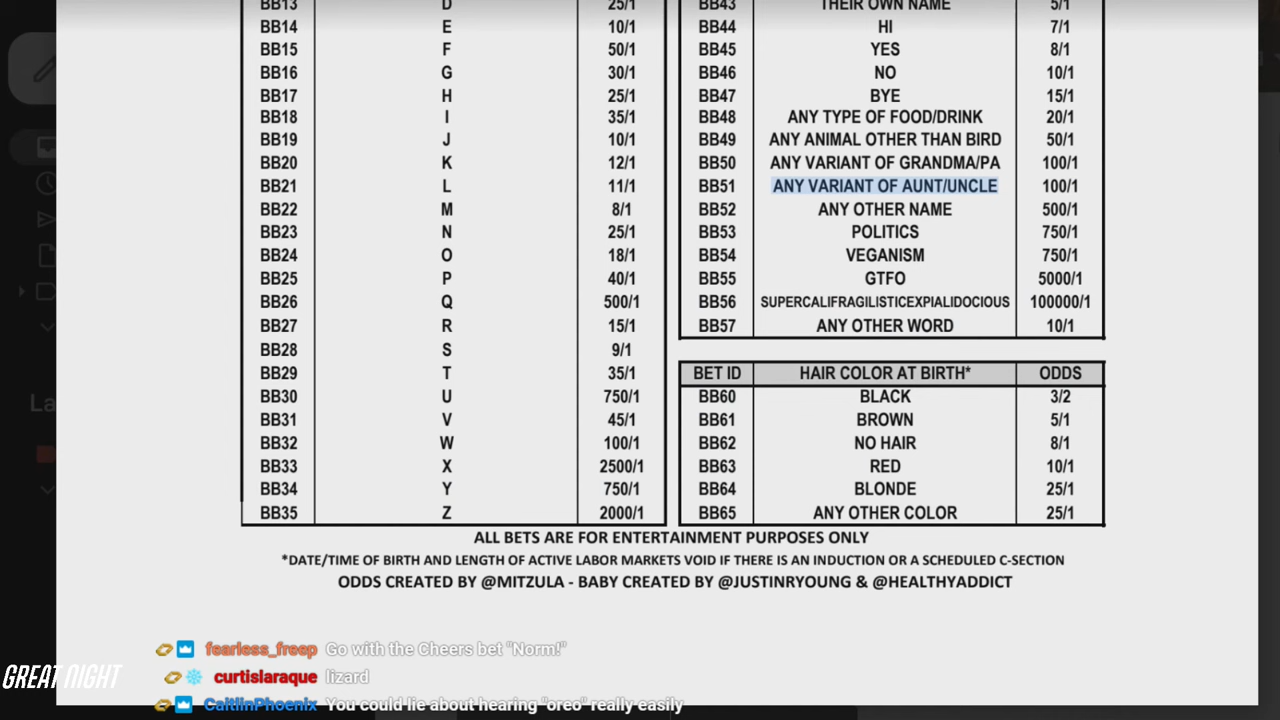 BB13 D 25/1 BB43 THEIR OWN NAME 5/1
BB14 E 10/1 BB44 HI 7/1
BB15 F 50/1 BB45 YES 8/1
BB16 G 30/1 BB46 NO 10/1
BB17 H 25/1 BB47 BYE 15/1
BB18 I 35/1 BB48 ANY TYPE OF FOOD/DRINK 20/1
BB19 J 10/1 BB49 ANY ANIMAL OTHER THAN BIRD 50/1
BB20 K 12/1 BB50 ANY VARIANT OF GRANDMA/PA 100/1
BB21 L 11/1 BB51 ANY VARIANT OF AUNT/UNCLE 100/1
BB22 M 8/1 BB52 ANY OTHER NAME 500/1
BB23 N 25/1 BB53 POLITICS 750/1
BB24 O 18/1 BB54 VEGANISM 750/1
BB25 P 40/1 BB55 GTFO 5000/1
BB26 Q 500/1 BB56 SUPERCALIFRAGILISTICEXPIALIDOCIOUS 100000/1
BB27 R 15/1 BB57 ANY OTHER WORD 10/1
BB28 S 9/1
BB29 T 35/1 BET ID HAIR COLOR AT BIRTH* ODDS
BB30 U 750/1 BB60 BLACK 3/2
BB31 V 45/1 BB61 BROWN 5/1
BB32 W 100/1 BB62 NO HAIR 8/1
BB33 X 2500/1 BB63 RED 10/1
BB34 Y 750/1 BB64 BLONDE 25/1
BB35 Z 2000/1 BB65 ANY OTHER COLOR 25/1
ALL BETS ARE FOR ENTERTAINMENT PURPOSES ONLY
*DATE/TIME OF BIRTH AND LENGTH OF ACTIVE LABOR MARKETS VOID IF THERE IS AN INDUCTION OR A SCHEDULED C-SECTION
ODDS CREATED BY @MITZULA - BABY CREATED BY @JUSTINRYOUNG & @HEALTHYADDICT
fearless_freep Go with the Cheers bet "Norm!"
GREAT NIGHT
curtislaraque lizard
CaitlinPhoenix You could lie about hearing "oreo" really easily
La